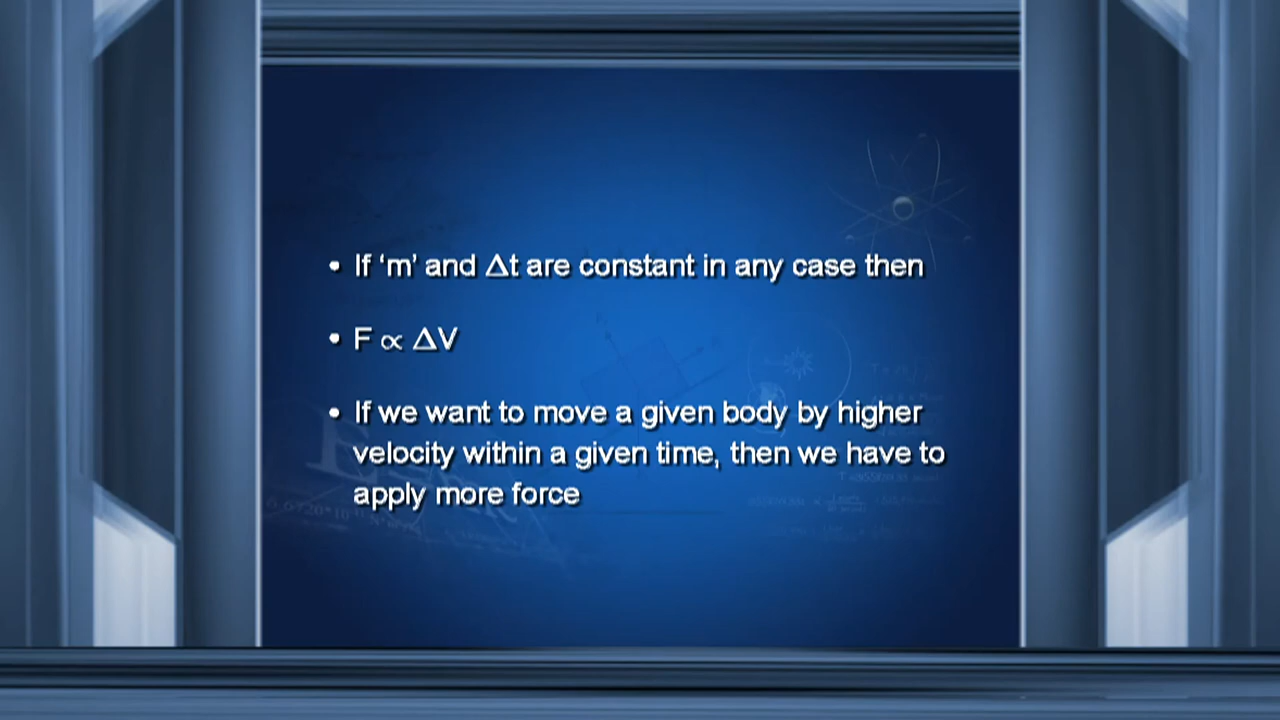 • If ‘m’ and Δt are constant in any case then
• F ∝ ΔV
• If we want to move a given body by higher
velocity within a given time, then we have to
apply more force